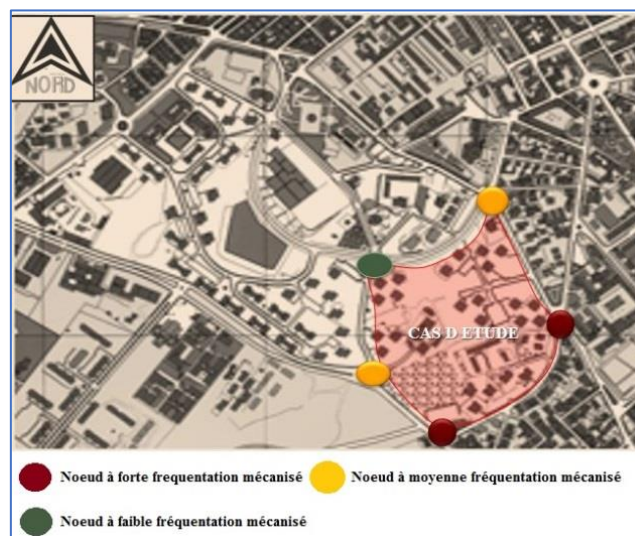 NORD
CAS D ETUDE
Noeud à forte frequentation mécanisé
Noeud à moyenne fréquentation mécanisé
Noeud à faible fréquentation mécanisé